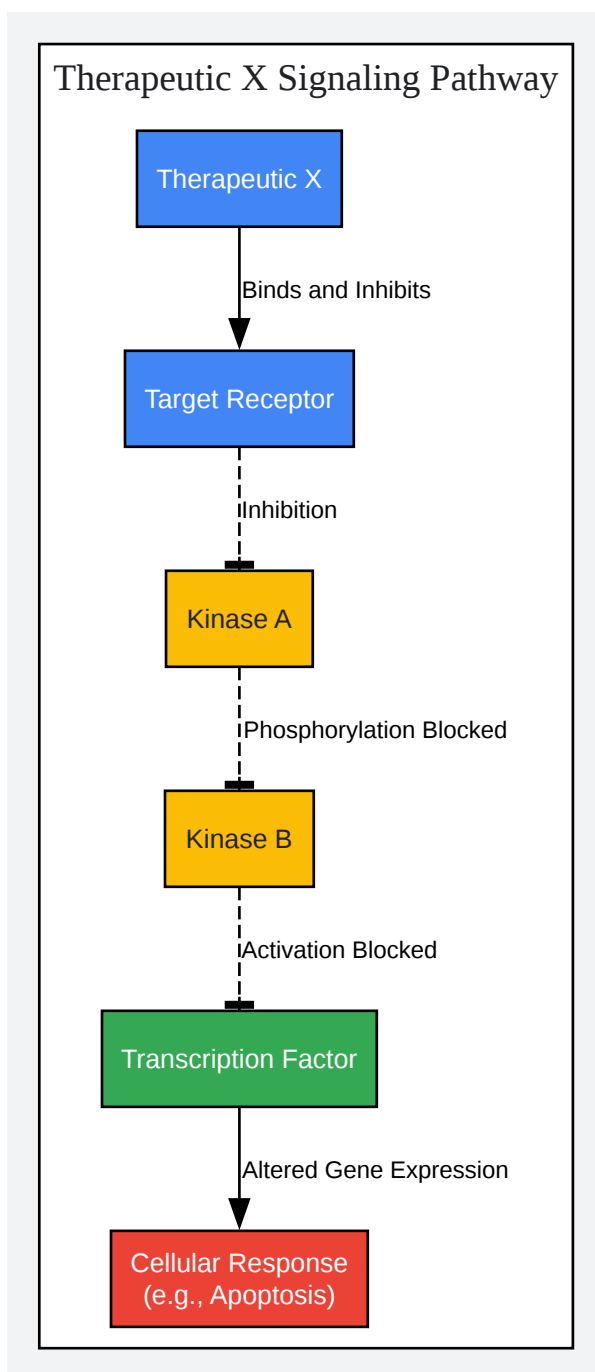 Therapeutic X Signaling Pathway
Therapeutic X
Binds and Inhibits
Target Receptor
Inhibition
Kinase A
Phosphorylation Blocked
Kinase B
Activation Blocked
Transcription Factor
Altered Gene Expression
Cellular Response
(e.g., Apoptosis)